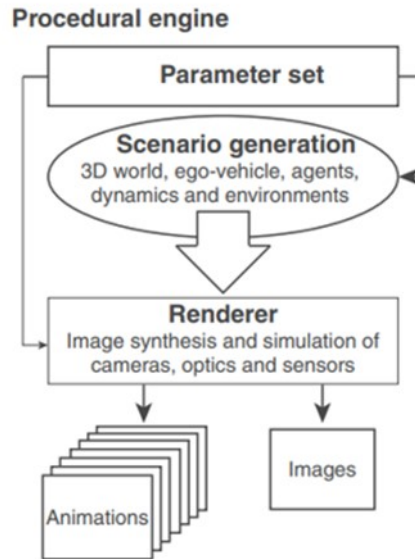 Procedural engine
Parameter set
Scenario generation
3D world, ego-vehicle, agents,
dynamics and environments
Renderer
Image synthesis and simulation of
cameras, optics and sensors
Animations
Images